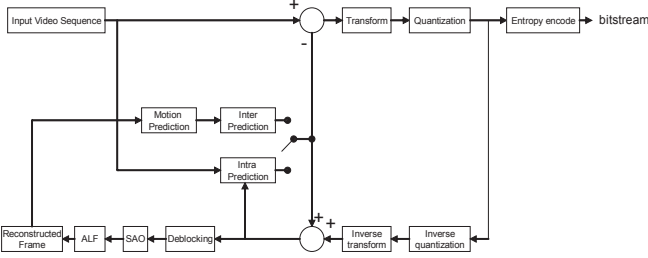 Input Video Sequence
+
Transform
Quantization
Entropy encode
bitstream
-
Motion
Prediction
Inter
Prediction
Intra
Prediction
+
+
Reconstructed
Frame
ALF
SAO
Deblocking
Inverse
transform
Inverse
quantization